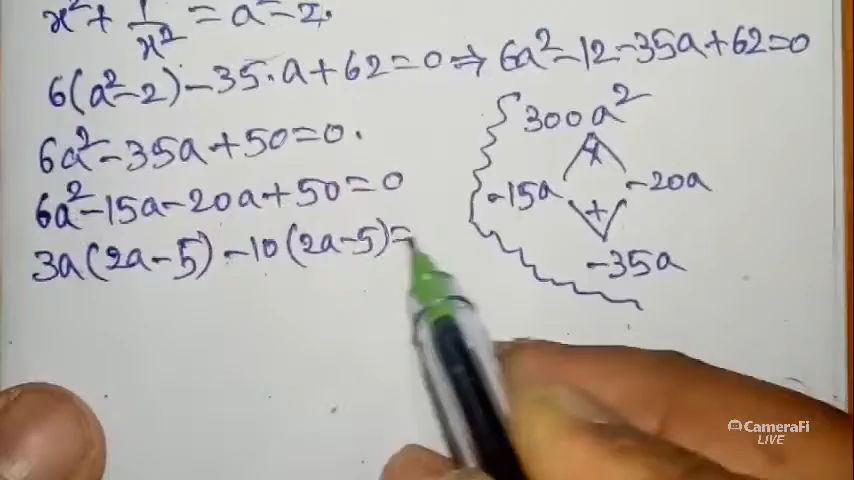 x² + 1/x² = a² - 2.
6(a² - 2) - 35·a + 62 = 0 ⇒ 6a² - 12 - 35a + 62 = 0
6a² - 35a + 50 = 0.
6a² - 15a - 20a + 50 = 0
3a(2a - 5) - 10(2a - 5) =
300a²
×
-15a -20a
+
-35a
CameraFi
LIVE